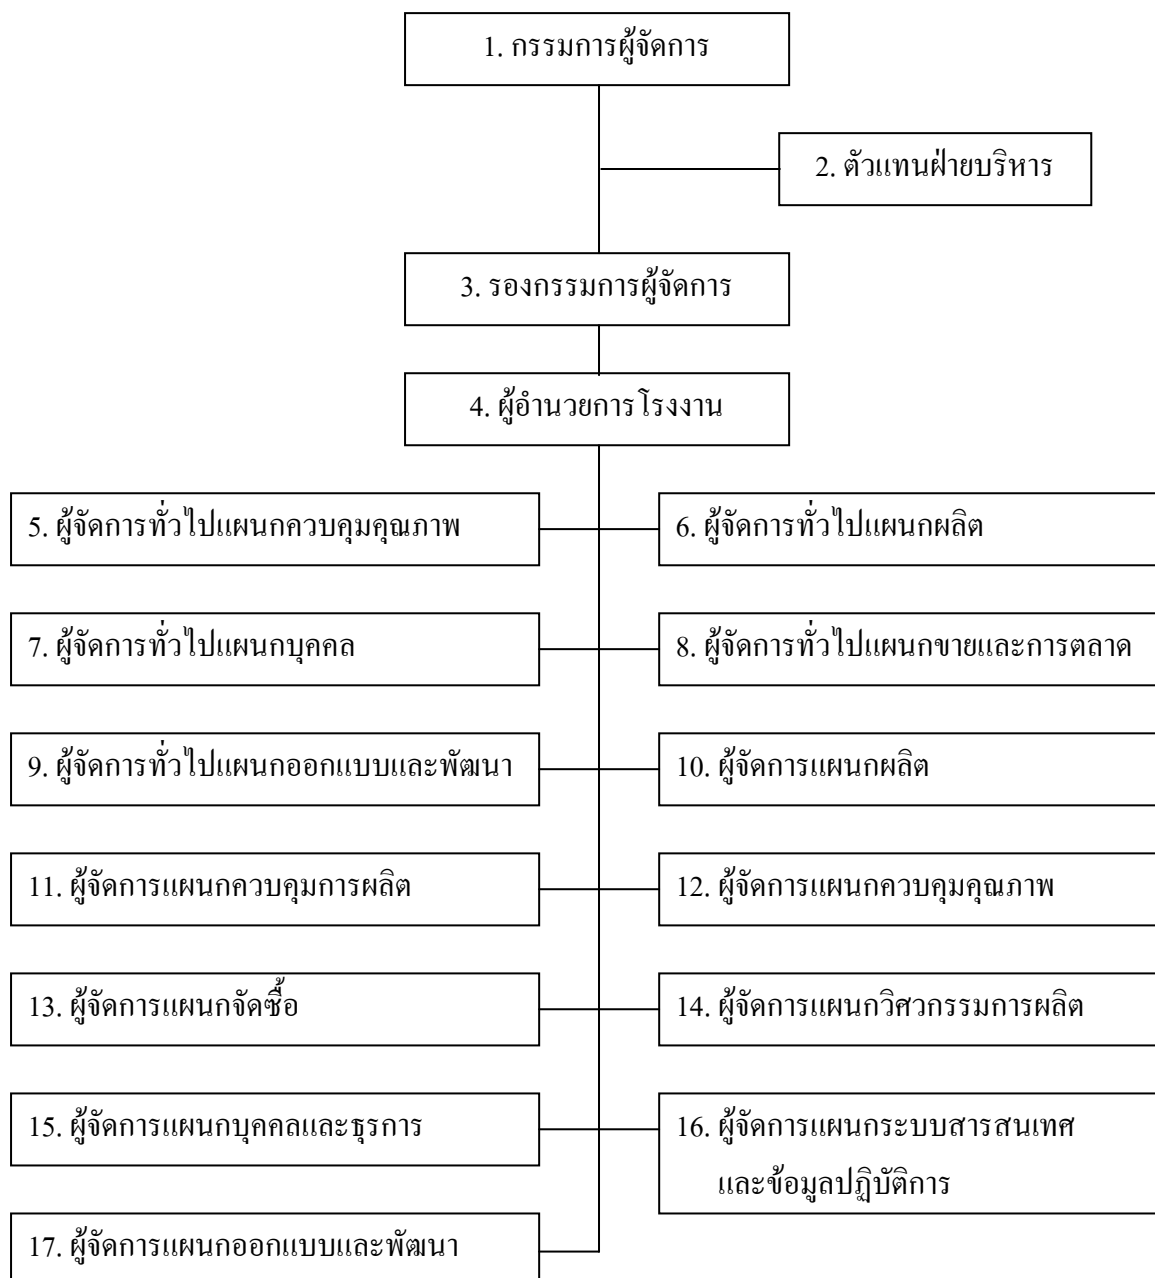 1. กรรมการผู้จัดการ
2. ตัวแทนฝ่ายบริหาร
3. รองกรรมการผู้จัดการ
4. ผู้อำนวยการโรงงาน
5. ผู้จัดการทั่วไปแผนกควบคุมคุณภาพ
6. ผู้จัดการทั่วไปแผนกผลิต
7. ผู้จัดการทั่วไปแผนกบุคคล
8. ผู้จัดการทั่วไปแผนกขายและการตลาด
9. ผู้จัดการทั่วไปแผนกออกแบบและพัฒนา
10. ผู้จัดการแผนกผลิต
11. ผู้จัดการแผนกควบคุมการผลิต
12. ผู้จัดการแผนกควบคุมคุณภาพ
13. ผู้จัดการแผนกจัดซื้อ
14. ผู้จัดการแผนกวิศวกรรมการผลิต
15. ผู้จัดการแผนกบุคคลและธุรการ
16. ผู้จัดการแผนกระบบสารสนเทศ
และข้อมูลปฏิบัติการ
17. ผู้จัดการแผนกออกแบบและพัฒนา